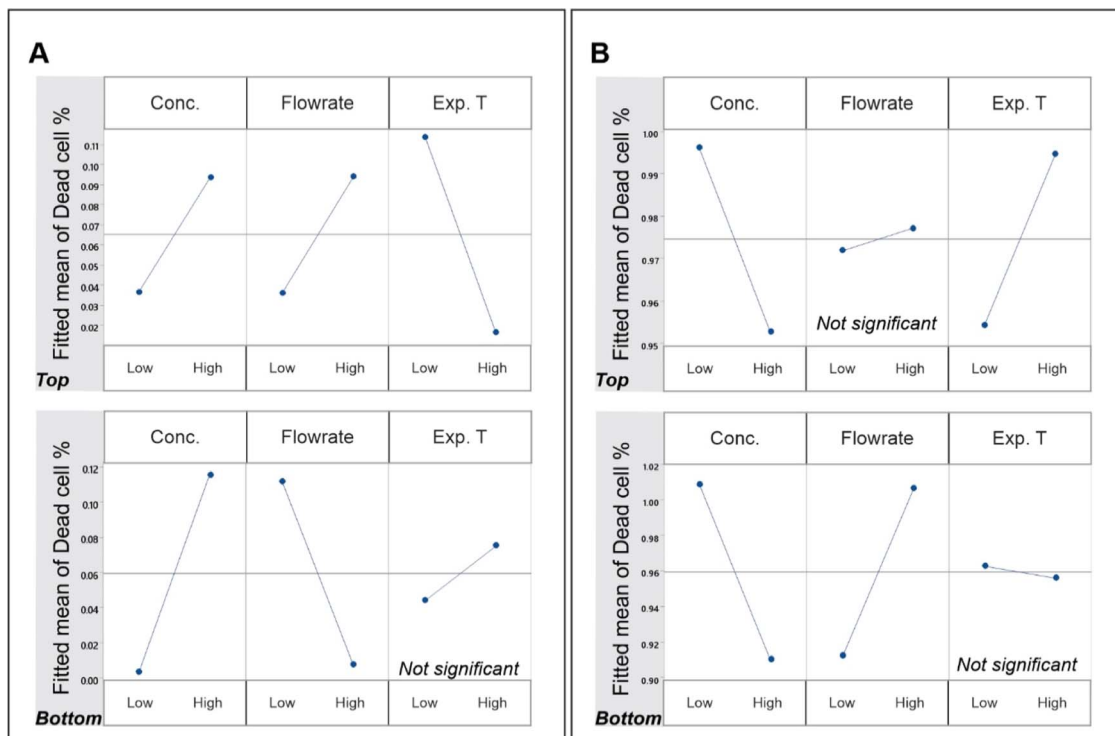 A
Fitted mean of Dead cell %
Conc.
Flowrate
Exp. T
0.11
0.10
0.09
0.08
0.07
0.06
0.05
0.04
0.03
0.02
Not significant
Low
High
Low
High
Low
High
Top
Fitted mean of Dead cell %
Conc.
Flowrate
Exp. T
0.12
0.10
0.08
0.06
0.04
0.02
0.00
Not significant
Low
High
Low
High
Low
High
Bottom
B
Fitted mean of Dead cell %
Conc.
Flowrate
Exp. T
1.00
0.99
0.98
0.97
0.96
0.95
Not significant
Low
High
Low
High
Low
High
Top
Fitted mean of Dead cell %
Conc.
Flowrate
Exp. T
1.02
1.00
0.98
0.96
0.94
0.92
0.90
Not significant
Low
High
Low
High
Low
High
Bottom